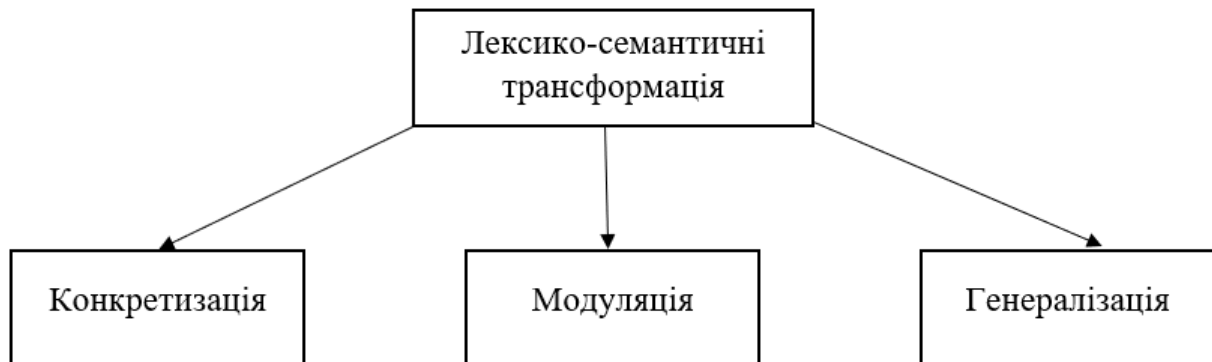 Лексико-семантичні
трансформація
Конкретизація
Модуляція
Генералізація